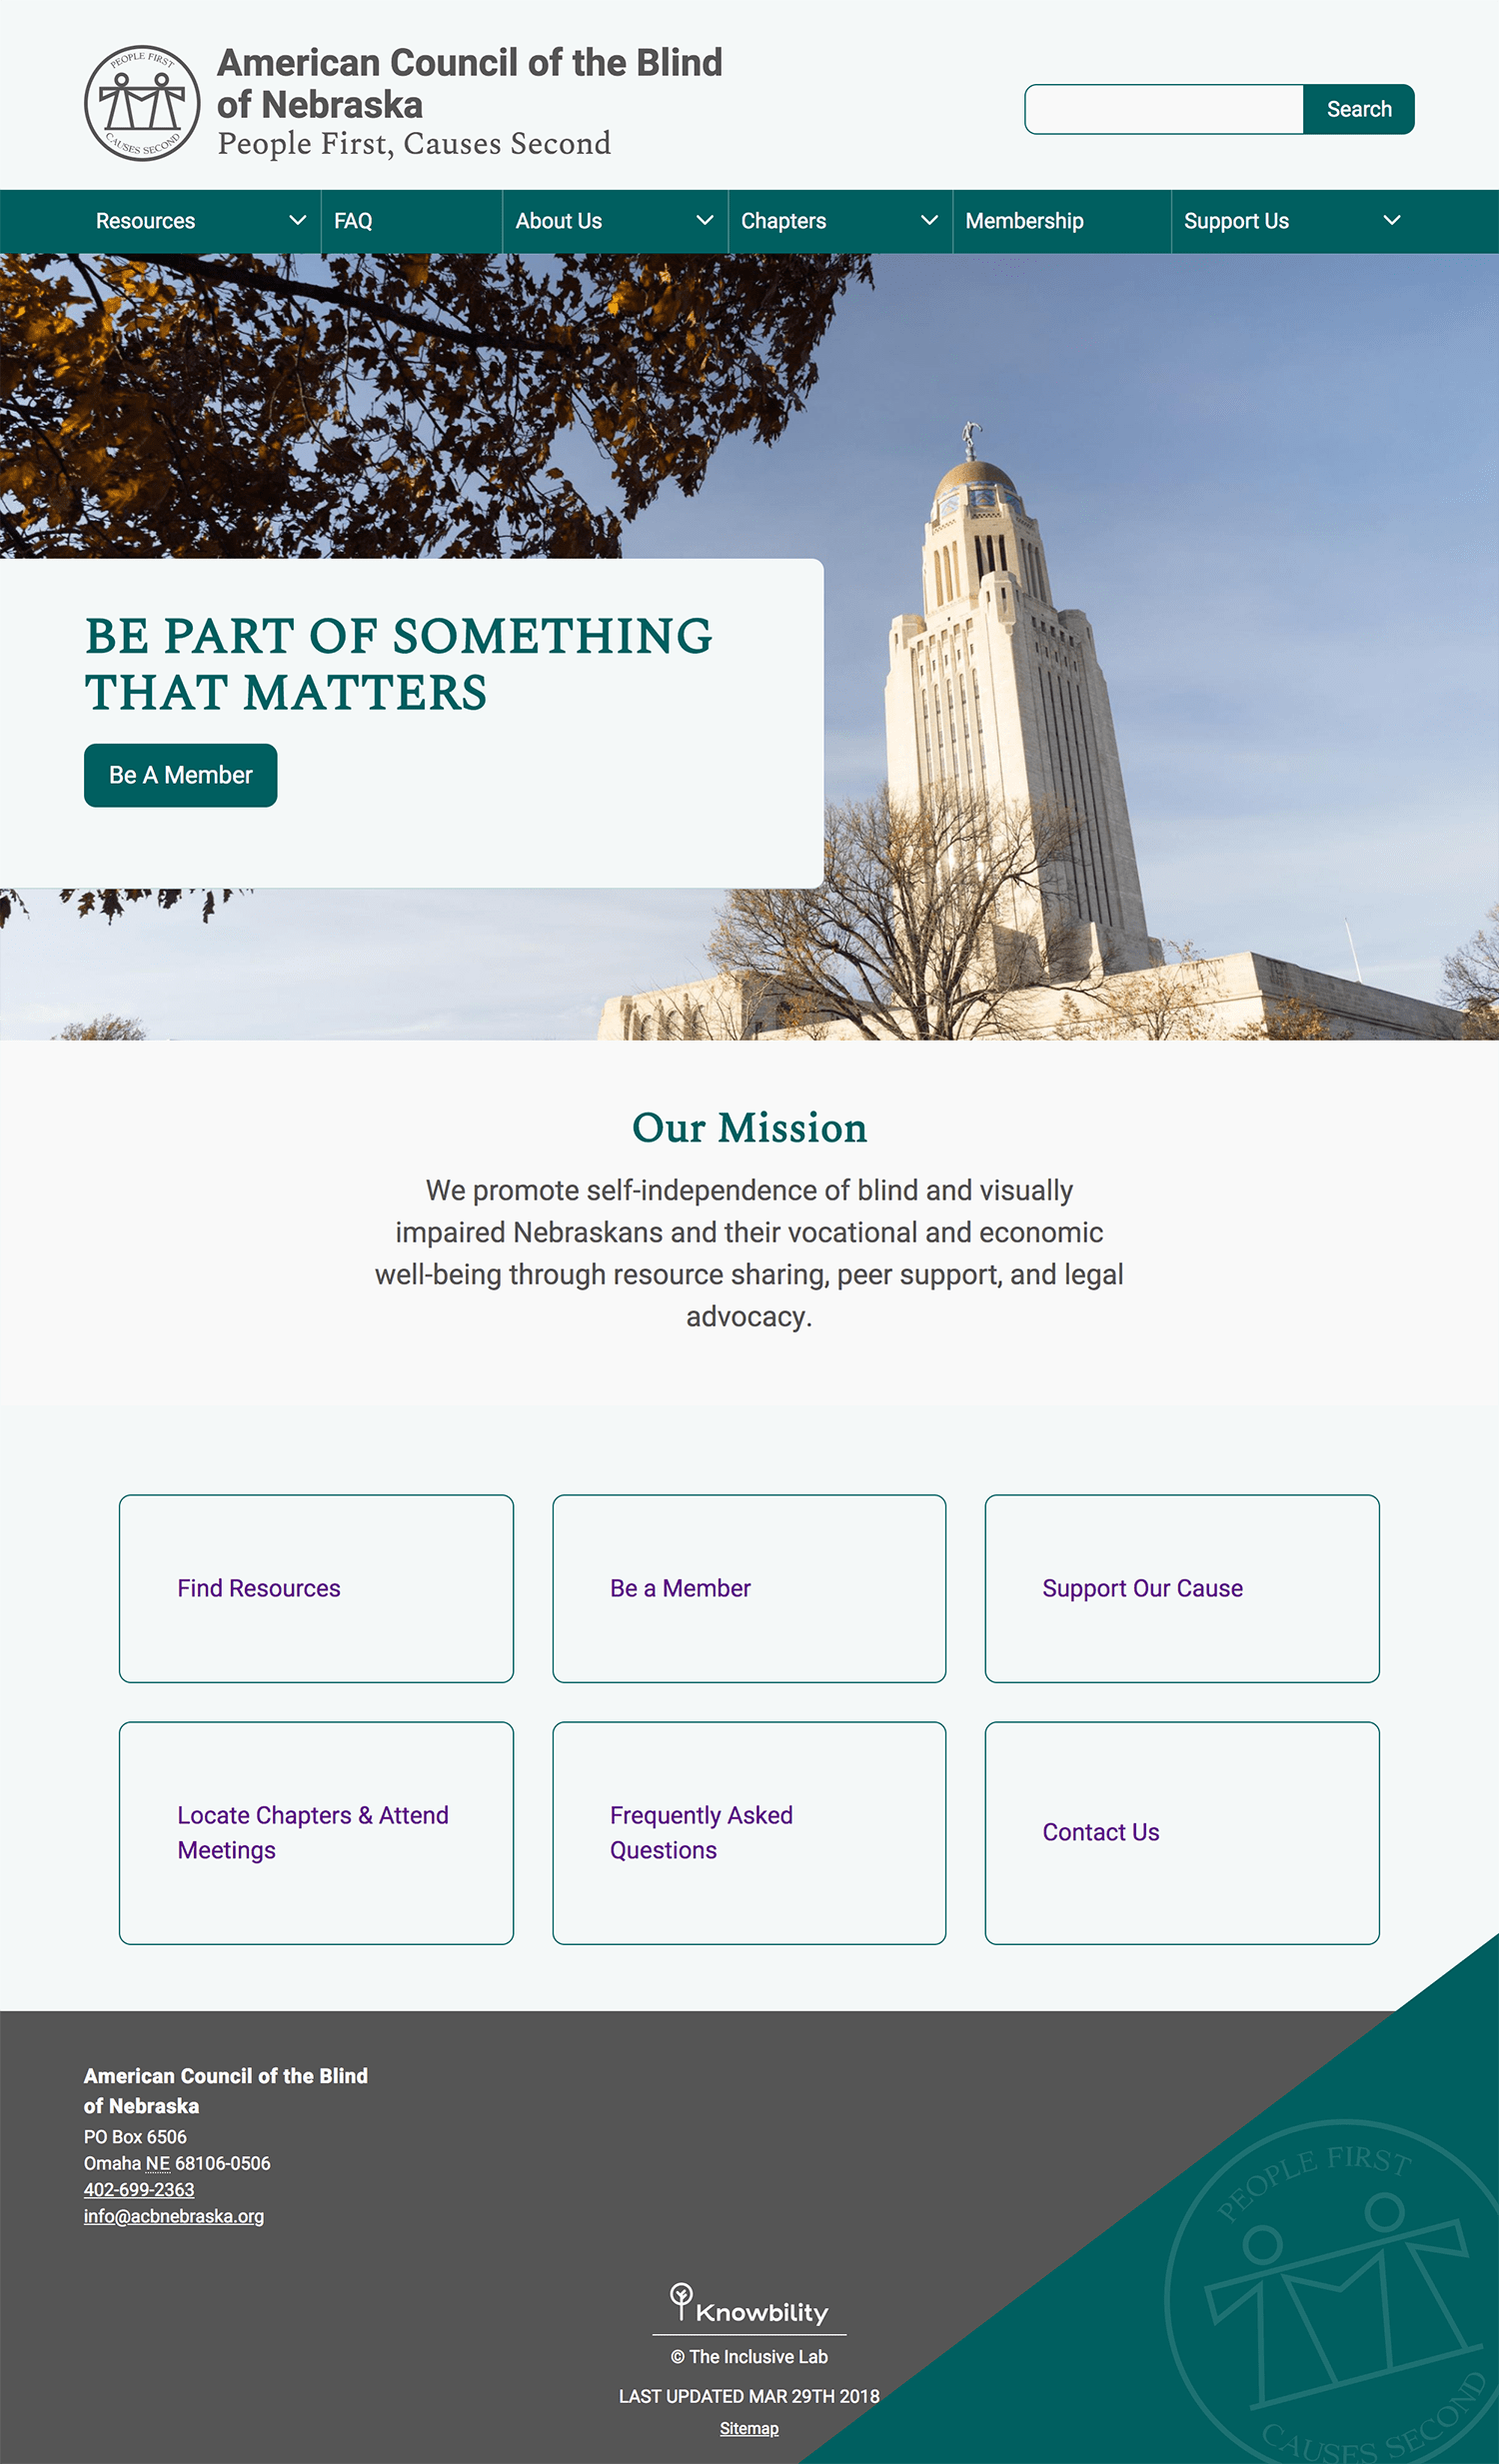 PEOPLE FIRST
CAUSES SECOND
American Council of the Blind
of Nebraska
People First, Causes Second
Search
Resources
FAQ
About Us
Chapters
Membership
Support Us
BE PART OF SOMETHING
THAT MATTERS
Be A Member
Our Mission
We promote self-independence of blind and visually
impaired Nebraskans and their vocational and economic
well-being through resource sharing, peer support, and legal
advocacy.
Find Resources
Be a Member
Support Our Cause
Locate Chapters & Attend
Meetings
Frequently Asked
Questions
Contact Us
American Council of the Blind
of Nebraska
PO Box 6506
Omaha NE 68106-0506
402-699-2363
info@acbnebraska.org
Knowbility
© The Inclusive Lab
LAST UPDATED MAR 29TH 2018
Sitemap
PEOPLE FIRST
CAUSES SECOND